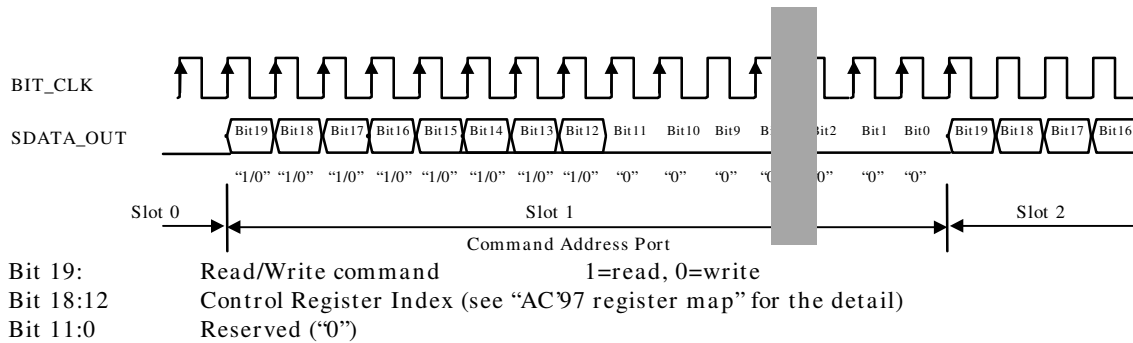 BIT_CLK
SDATA_OUT
Bit19 Bit18 Bit17 Bit16 Bit15 Bit14 Bit13 Bit12 Bit11 Bit10 Bit9 Bit1 Bit0 Bit19 Bit18 Bit17 Bit16
“1/0” “1/0” “1/0” “1/0” “1/0” “1/0” “1/0” “1/0” “0” “0” “0” “0” “0”
Slot 0 Slot 1 Slot 2
Command Address Port
Bit 19: Read/Write command 1=read, 0=write
Bit 18:12 Control Register Index (see “AC’97 register map” for the detail)
Bit 11:0 Reserved (“0”)